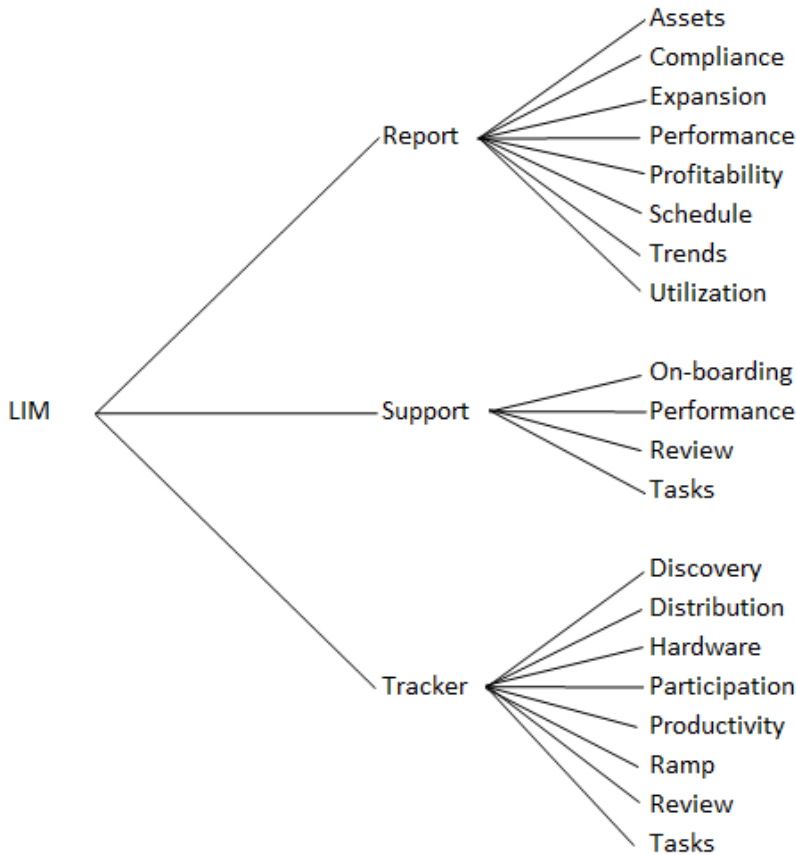 Assets
Compliance
Expansion
Report
Performance
Profitability
Schedule
Trends
Utilization
On-boarding
LIM
Support
Performance
Review
Tasks
Discovery
Distribution
Hardware
Tracker
Participation
Productivity
Ramp
Review
Tasks